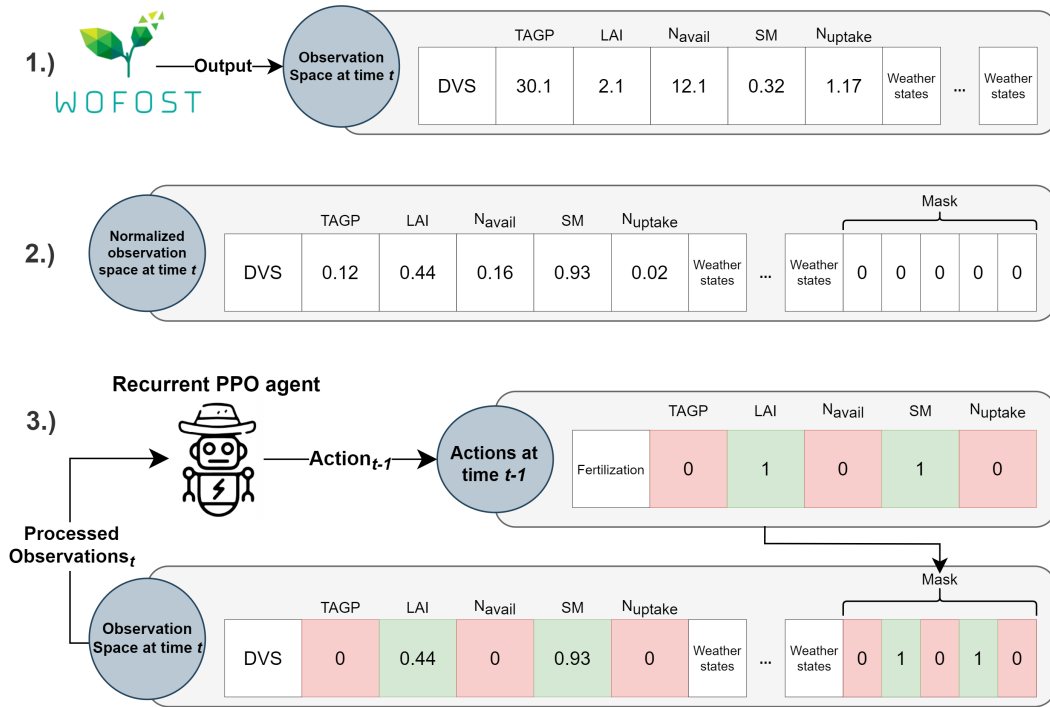 1.)
WOFOST
Output
Observation
Space at time t
TAGP LAI Navail SM Nuptake
DVS 30.1 2.1 12.1 0.32 1.17 Weather states ... Weather states
2.)
Normalized
observation
space at time t
Mask
TAGP LAI Navail SM Nuptake
DVS 0.12 0.44 0.16 0.93 0.02 Weather states ... Weather states 0 0 0 0 0
3.)
Recurrent PPO agent
Actiont-1
Actions at
time t-1
TAGP LAI Navail SM Nuptake
Fertilization 0 1 0 1 0
Processed
Observationst
Observation
Space at time t
Mask
TAGP LAI Navail SM Nuptake
DVS 0 0.44 0 0.93 0 Weather states ... Weather states 0 1 0 1 0